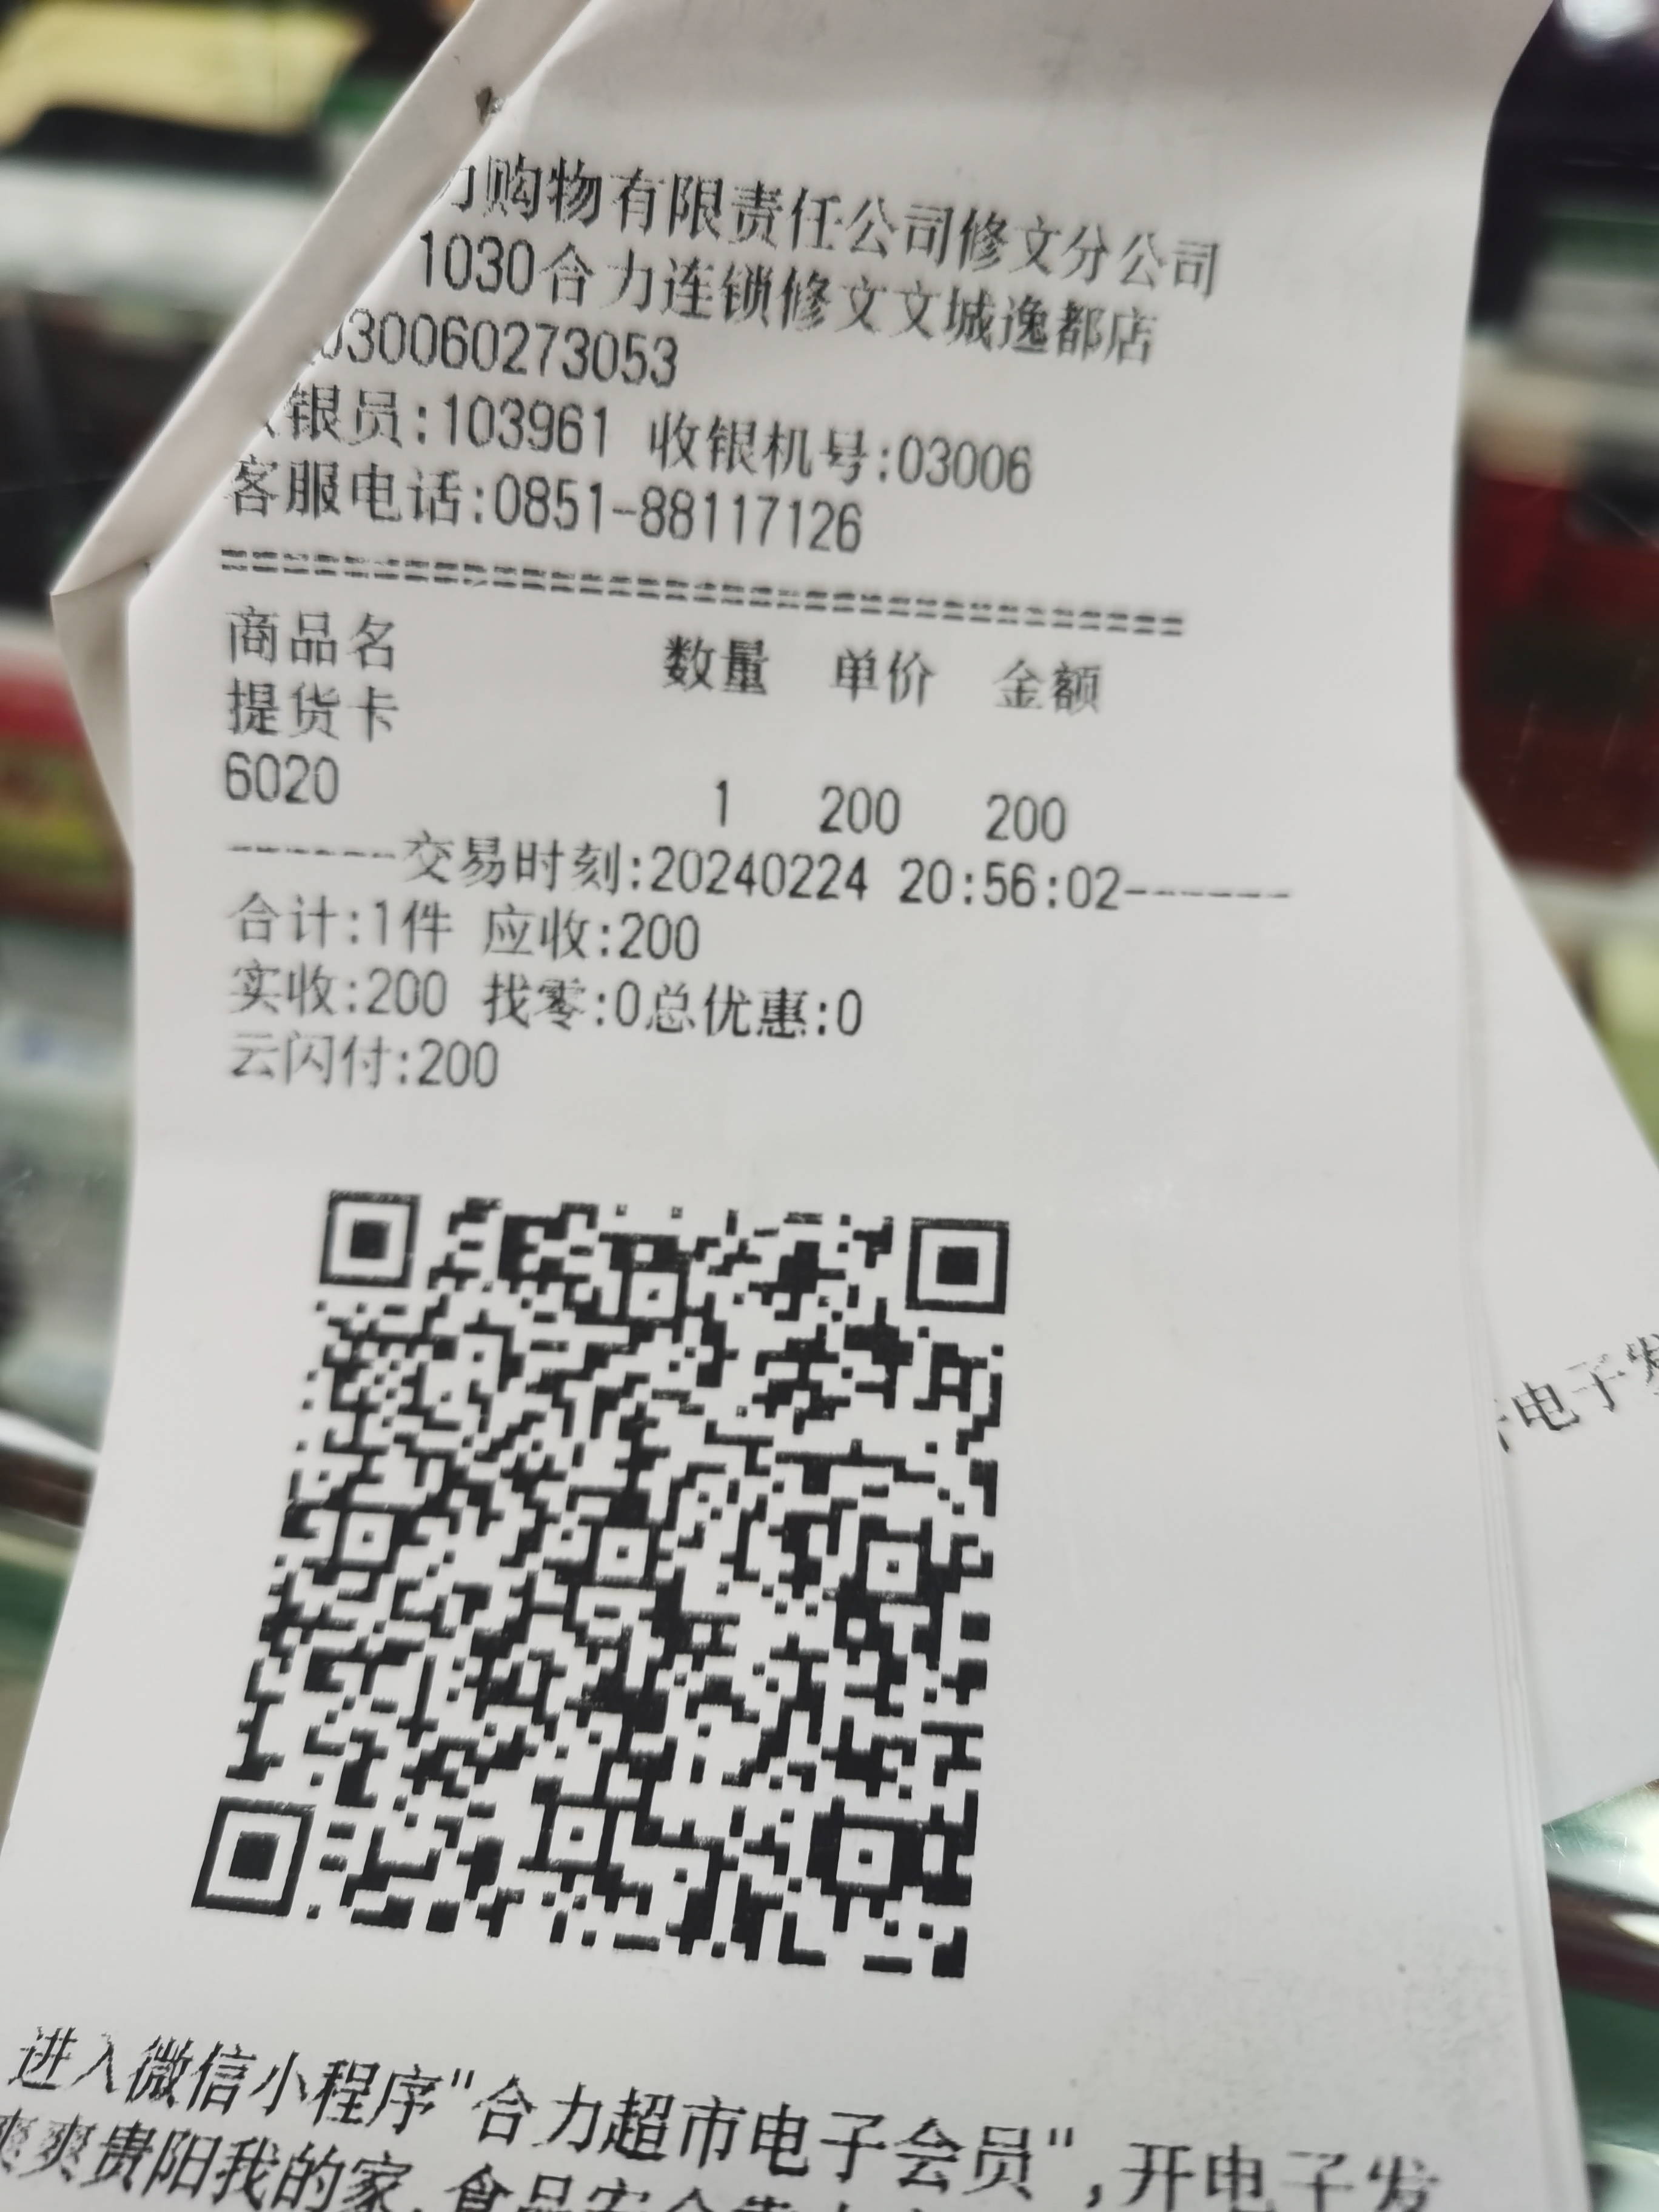 购物有限责任公司修文分公司
1030合力连锁修文文城逸都店
030060273053
银员:103961 收银机号:03006
客服电话:0851-88117126
================================
商品名 数量 单价 金额
提货卡
6020 1 200 200
------交易时刻:20240224 20:56:02------
合计:1件 应收:200
实收:200 找零:0总优惠:0
云闪付:200
电子发
进入微信小程序"合力超市电子会员",开电子发
爽爽贵阳我的家,食品安全